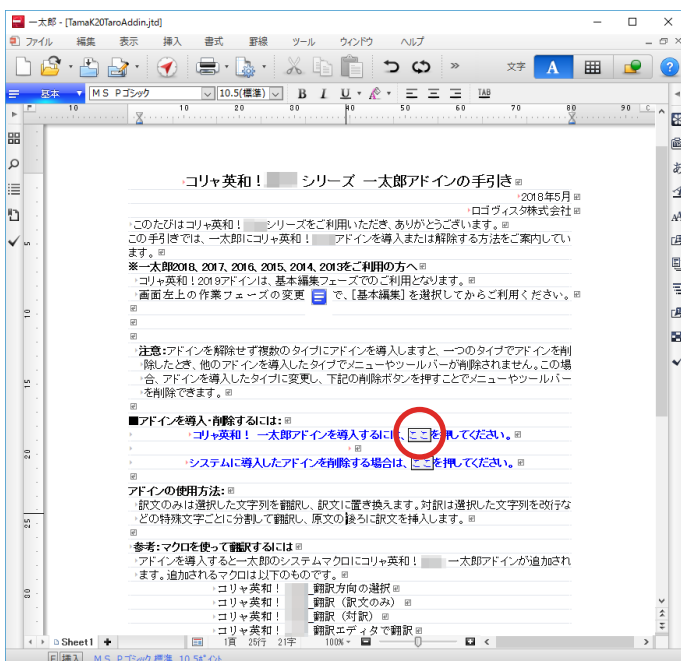 一太郎 - [TamaK20TaroAddin.jtd]
ファイル 編集 表示 挿入 書式 罫線 ツール ウィンドウ ヘルプ
文字 A
基本 ＭＳ Ｐゴシック 10.5(標準) B I U TAB
10 10 20 30 40 50 60 70 80 90
コリャ英和！ シリーズ 一太郎アドインの手引き
2018年5月
ロゴヴィスタ株式会社
このたびはコリャ英和！ シリーズをご利用いただき、ありがとうございます。
この手引きでは、一太郎にコリャ英和！ アドインを導入または解除する方法をご案内してい
ます。
※一太郎2018、2017、2016、2015、2014、2013をご利用の方へ
コリャ英和！2019アドインは、基本編集フェーズでのご利用となります。
画面左上の作業フェーズの変更 で、[基本編集]を選択してからご利用ください。
注意：アドインを解除せず複数のタイプにアドインを導入しますと、一つのタイプでアドインを削
除したとき、他のアドインを導入したタイプでメニューやツールバーが削除されません。この場
合、アドインを導入したタイプに変更し、下記の削除ボタンを押すことでメニューやツールバー
を削除できます。
■アドインを導入・削除するには：
コリャ英和！ 一太郎アドインを導入するには、ここを押してください。
システムに導入したアドインを削除する場合は、ここを押してください。
アドインの使用方法：
訳文のみは選択した文字列を翻訳し、訳文に置き換えます。対訳は選択した文字列を改行な
どの特殊文字ごとに分割して翻訳し、原文の後ろに訳文を挿入します。
参考：マクロを使って翻訳するには
アドインを導入すると一太郎のシステムマクロにコリャ英和！ 一太郎アドインが追加され
ます。追加されるマクロは以下のものです。
コリャ英和！ _翻訳方向の選択
コリャ英和！ _翻訳（訳文のみ）
コリャ英和！ _翻訳（対訳）
コリャ英和！ _翻訳エディタで翻訳
Sheet1 1頁 25行 21字 100%
挿入 ＭＳ Ｐゴシック 標準 10.5ﾎﾟｲﾝﾄ